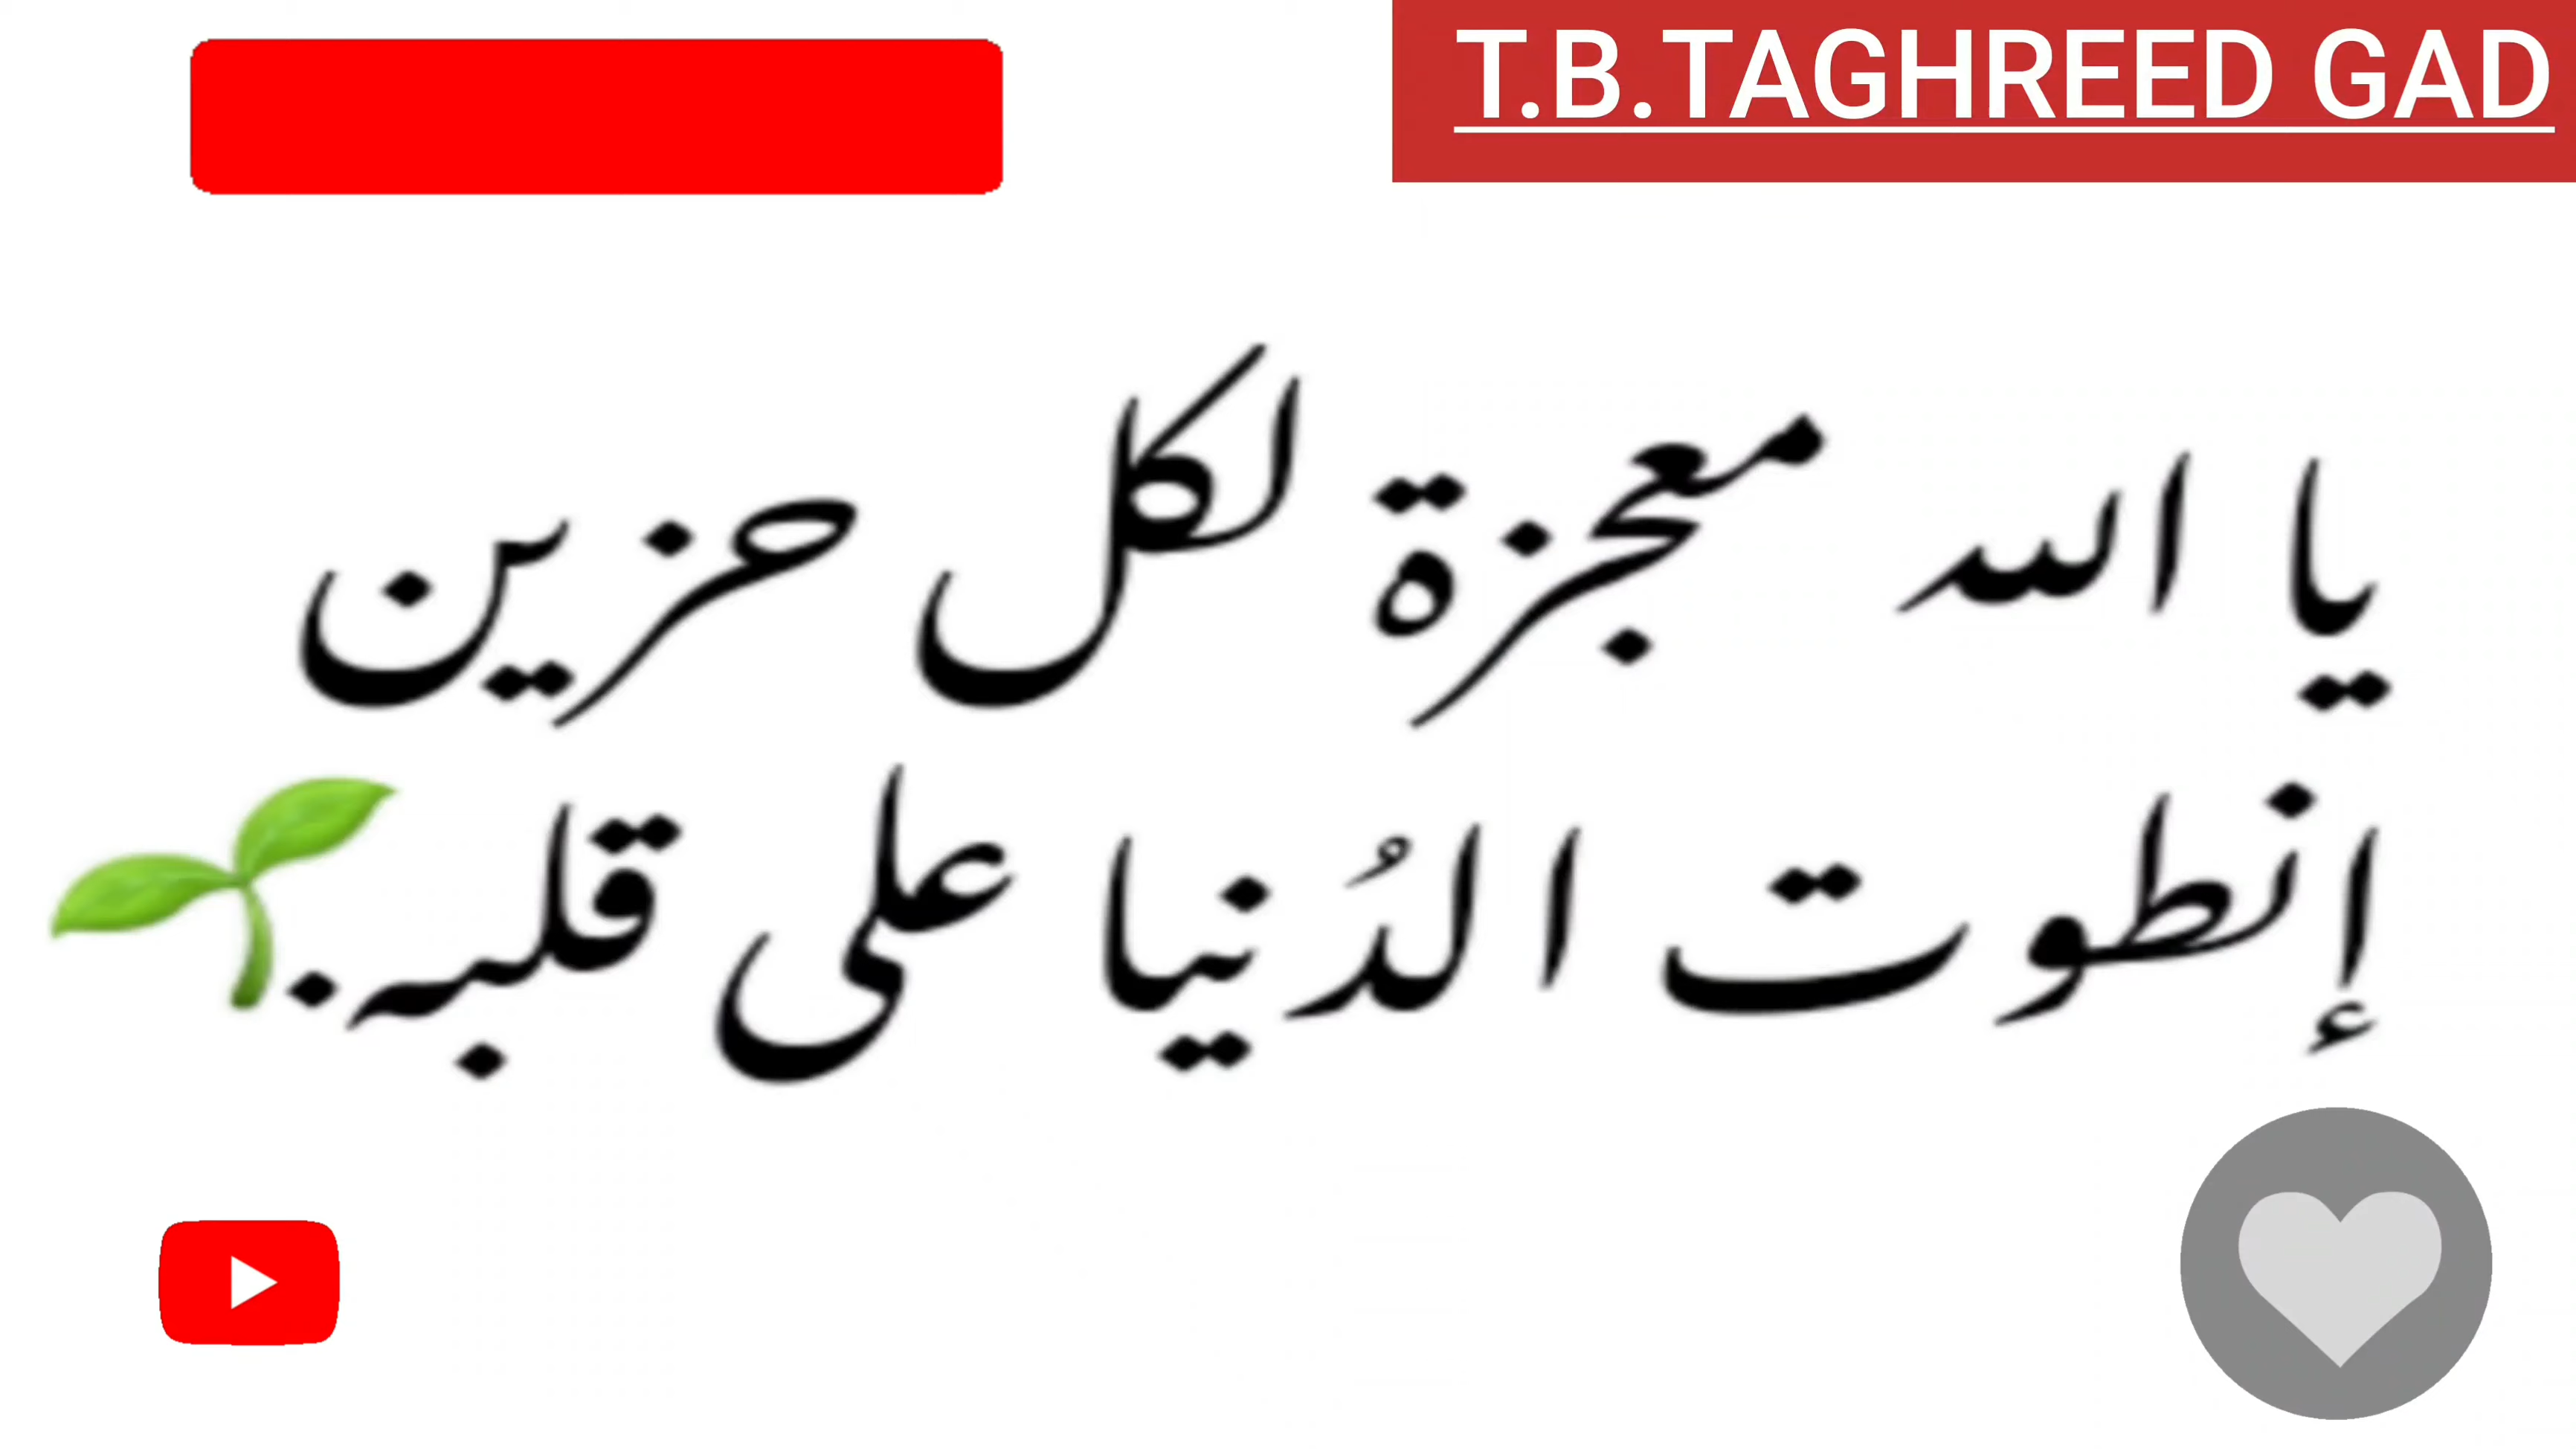 T.B.TAGHREED GAD
يا الله معجزة لكل حزين
إنطوت الدُنيا على قلبه.